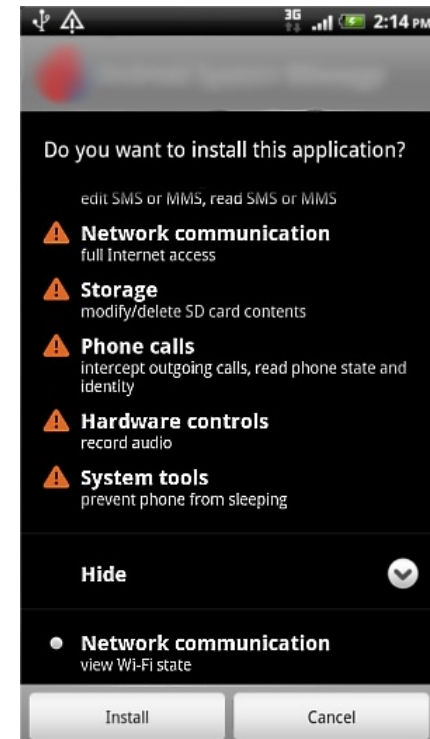 3G
2:14 PM
Do you want to install this application?
edit SMS or MMS, read SMS or MMS
Network communication
full Internet access
Storage
modify/delete SD card contents
Phone calls
intercept outgoing calls, read phone state and
identity
Hardware controls
record audio
System tools
prevent phone from sleeping
Hide
Network communication
view Wi-Fi state
Install
Cancel